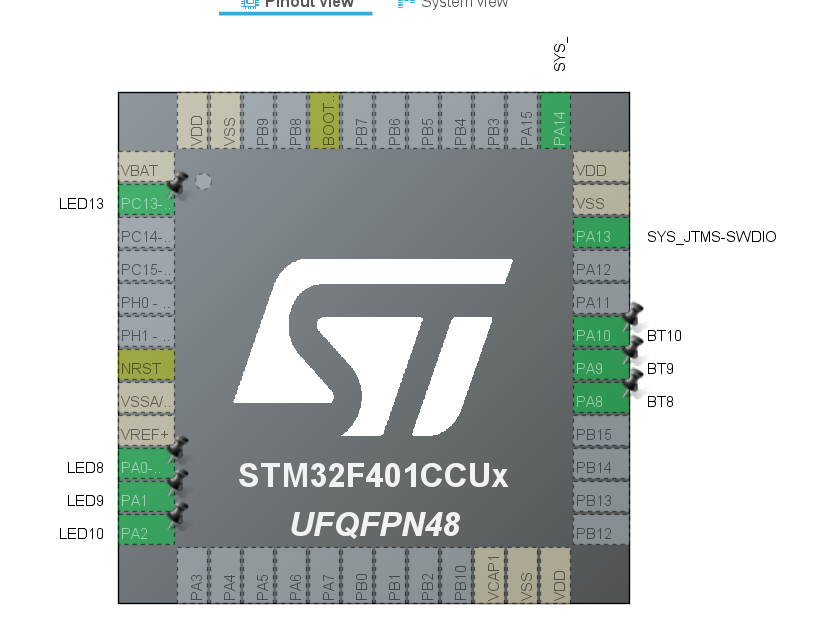 Pinout view
System view
SYS_
VDD
VSS
PB9
PB8
BOOT..
PB7
PB6
PB5
PB4
PB3
PA15
PA14
VBAT
LED13
PC13-..
PC14-..
PC15-..
PH0 - ..
PH1 - ..
NRST
VSSA/..
VREF+
LED8
PA0-..
LED9
PA1
LED10
PA2
VDD
VSS
PA13
SYS_JTMS-SWDIO
PA12
PA11
PA10
BT10
PA9
BT9
PA8
BT8
PB15
PB14
PB13
PB12
ST
STM32F401CCUx
UFQFPN48
PA3
PA4
PA5
PA6
PA7
PB0
PB1
PB2
PB10
VCAP1
VSS
VDD